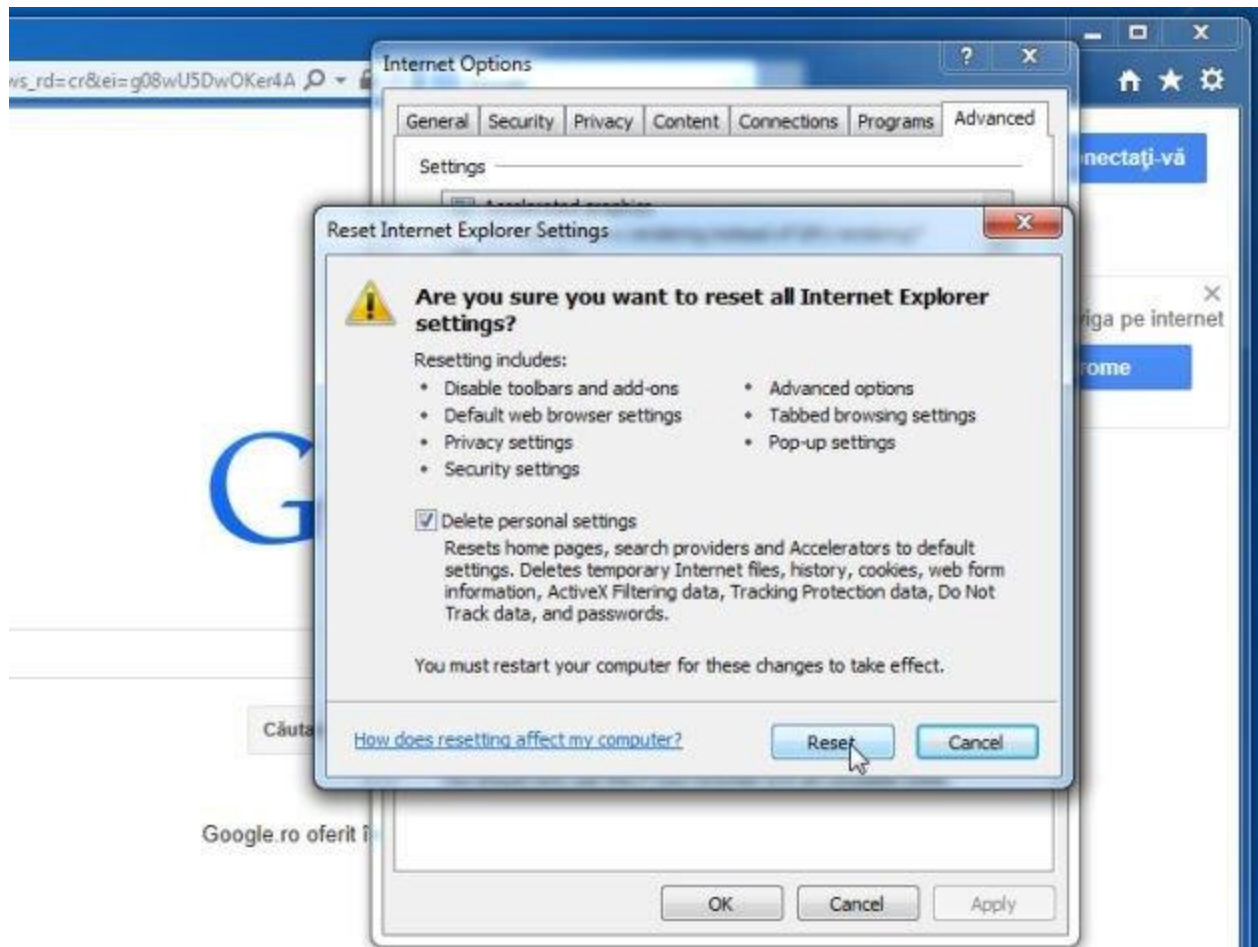 Internet Options
ws_rd=cr&ei=g08wU5DwOKer4A
General Security Privacy Content Connections Programs Advanced
nectați-vă
Settings
Accelerated graphics
Reset Internet Explorer Settings
Are you sure you want to reset all Internet Explorer
settings?
iga pe internet
Resetting includes:
rome
• Disable toolbars and add-ons
• Advanced options
• Default web browser settings
• Tabbed browsing settings
• Privacy settings
• Pop-up settings
• Security settings
G
Delete personal settings
Resets home pages, search providers and Accelerators to default
settings. Deletes temporary Internet files, history, cookies, web form
information, ActiveX Filtering data, Tracking Protection data, Do Not
Track data, and passwords.
You must restart your computer for these changes to take effect.
Căuta
How does resetting affect my computer? Reset Cancel
Google.ro oferit î
OK Cancel Apply